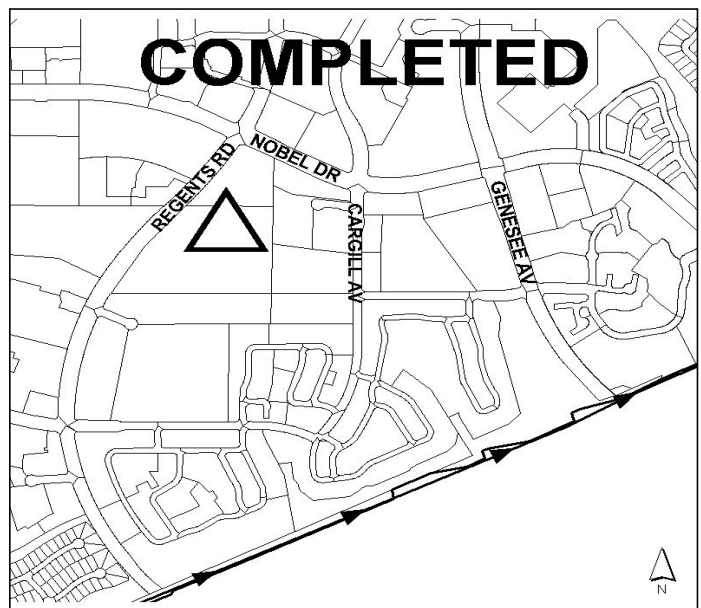 COMPLETED
NOBEL DR
REGENTS RD
CARGILL AV
GENESEE AV
N